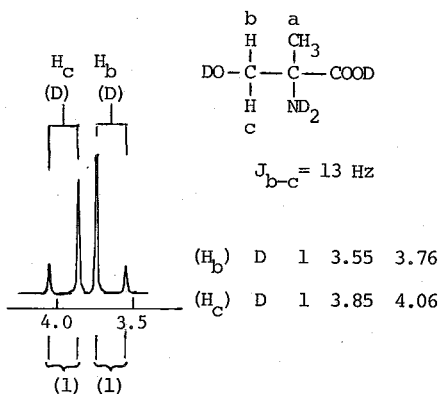 b a
H CH3
DO-C-C-COOD
H ND2
c
Jb-c = 13 Hz
Hc Hb
(D) (D)
(Hb) D 1 3.55 3.76
(Hc) D 1 3.85 4.06
4.0 3.5
(1) (1)